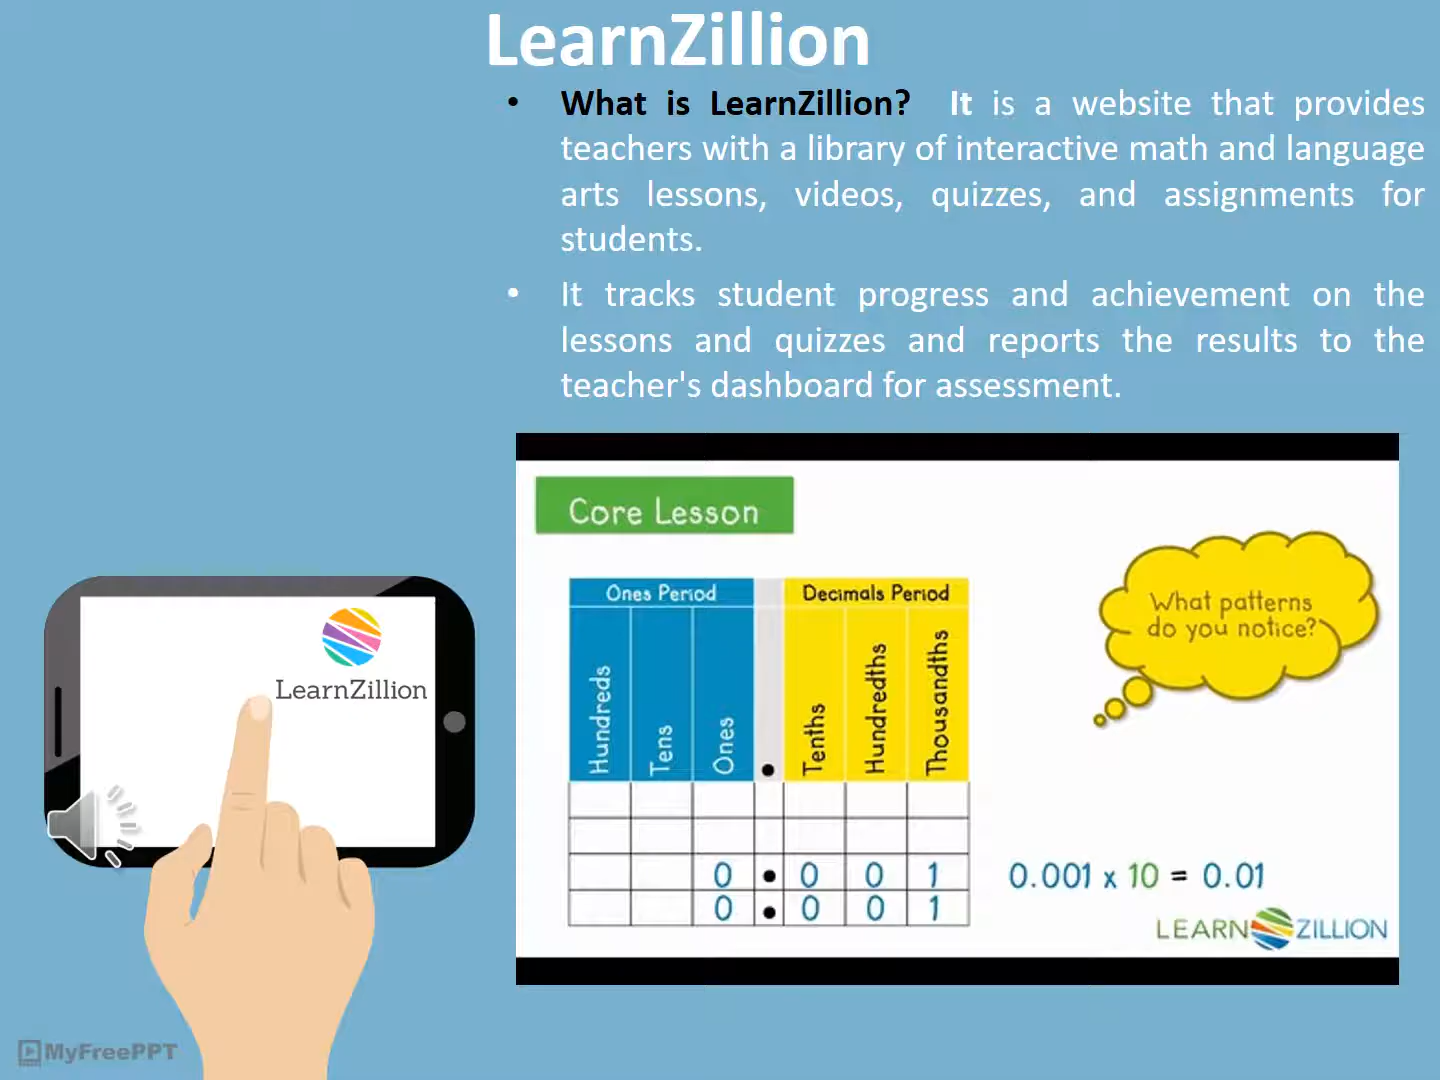 LearnZillion
• What is LearnZillion? It is a website that provides
teachers with a library of interactive math and language
arts lessons, videos, quizzes, and assignments for
students.
• It tracks student progress and achievement on the
lessons and quizzes and reports the results to the
teacher's dashboard for assessment.
Core Lesson
Ones Period Decimals Period
Hundreds Tens Ones • Tenths Hundredths Thousandths
What patterns
do you notice?
0 • 0 0 1
0 • 0 0 1
0.001 x 10 = 0.01
LEARN ZILLION
LearnZillion
MyFreePPT